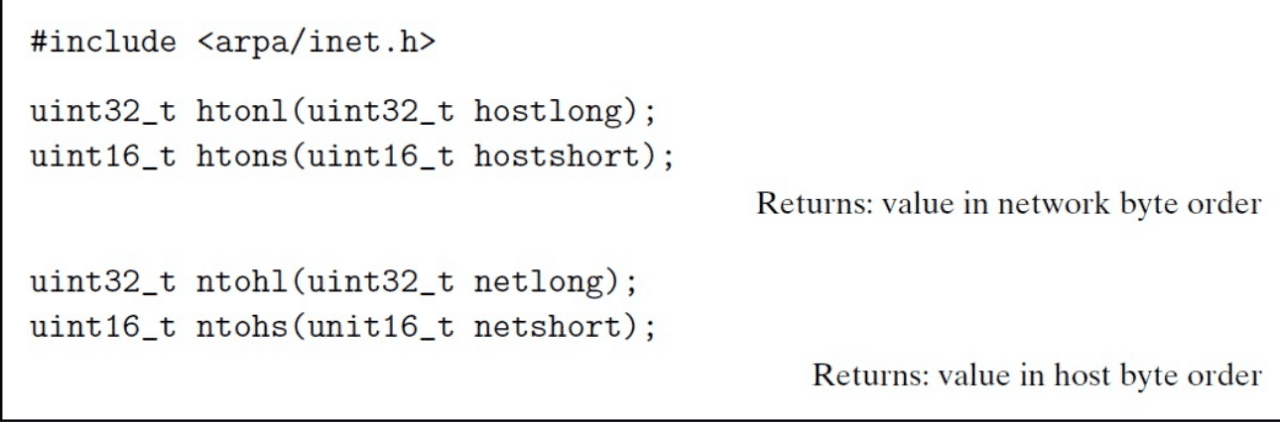 #include <arpa/inet.h>
uint32_t htonl(uint32_t hostlong);
uint16_t htons(uint16_t hostshort);
Returns: value in network byte order
uint32_t ntohl(uint32_t netlong);
uint16_t ntohs(unit16_t netshort);
Returns: value in host byte order